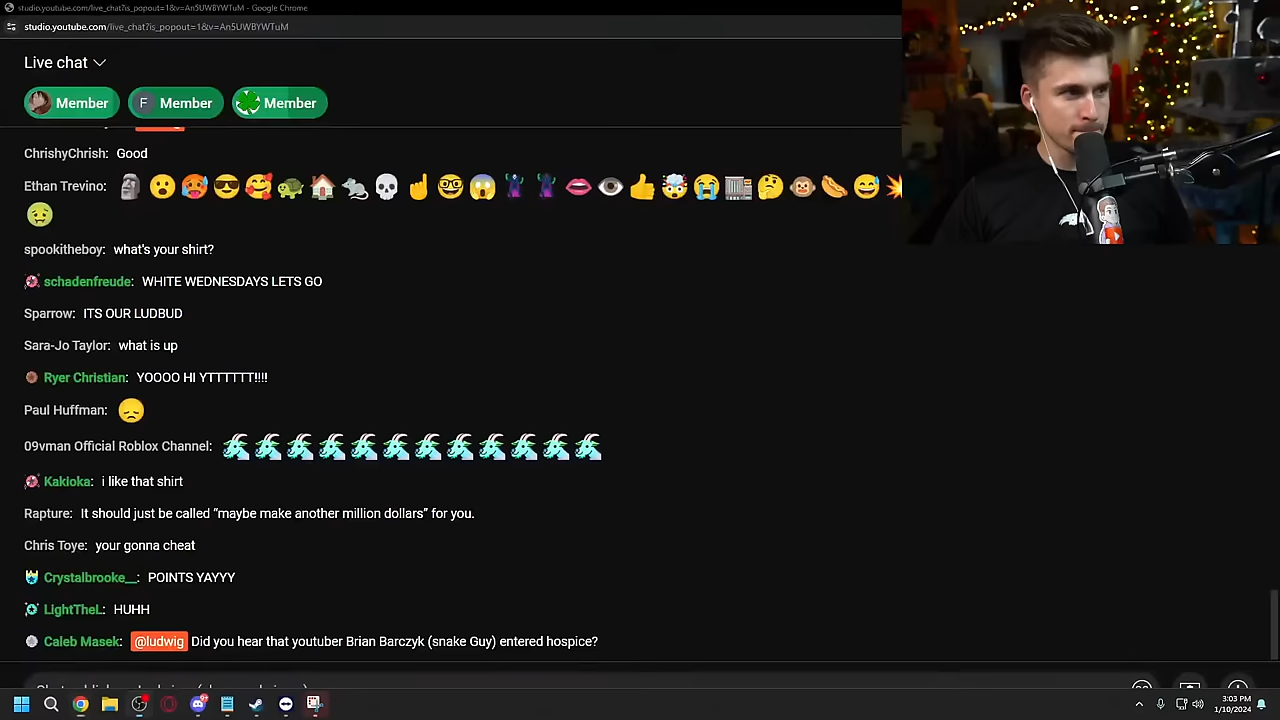 studio.youtube.com/live_chat?is_popout=1&v=An5UWBYWTuM - Google Chrome
studio.youtube.com/live_chat?is_popout=1&v=An5UWBYWTuM
Live chat
Member
F Member
Member
ChrishyChrish: Good
Ethan Trevino:
spookitheboy: what's your shirt?
schadenfreude: WHITE WEDNESDAYS LETS GO
Sparrow: ITS OUR LUDBUD
Sara-Jo Taylor: what is up
Ryer Christian: YOOOO HI YTTTTTT!!!!
Paul Huffman:
09vman Official Roblox Channel:
Kakioka: i like that shirt
Rapture: It should just be called “maybe make another million dollars” for you.
Chris Toye: your gonna cheat
Crystalbrooke__: POINTS YAYYY
LightTheL: HUHH
Caleb Masek: @ludwig Did you hear that youtuber Brian Barczyk (snake Guy) entered hospice?
3:03 PM
1/10/2024